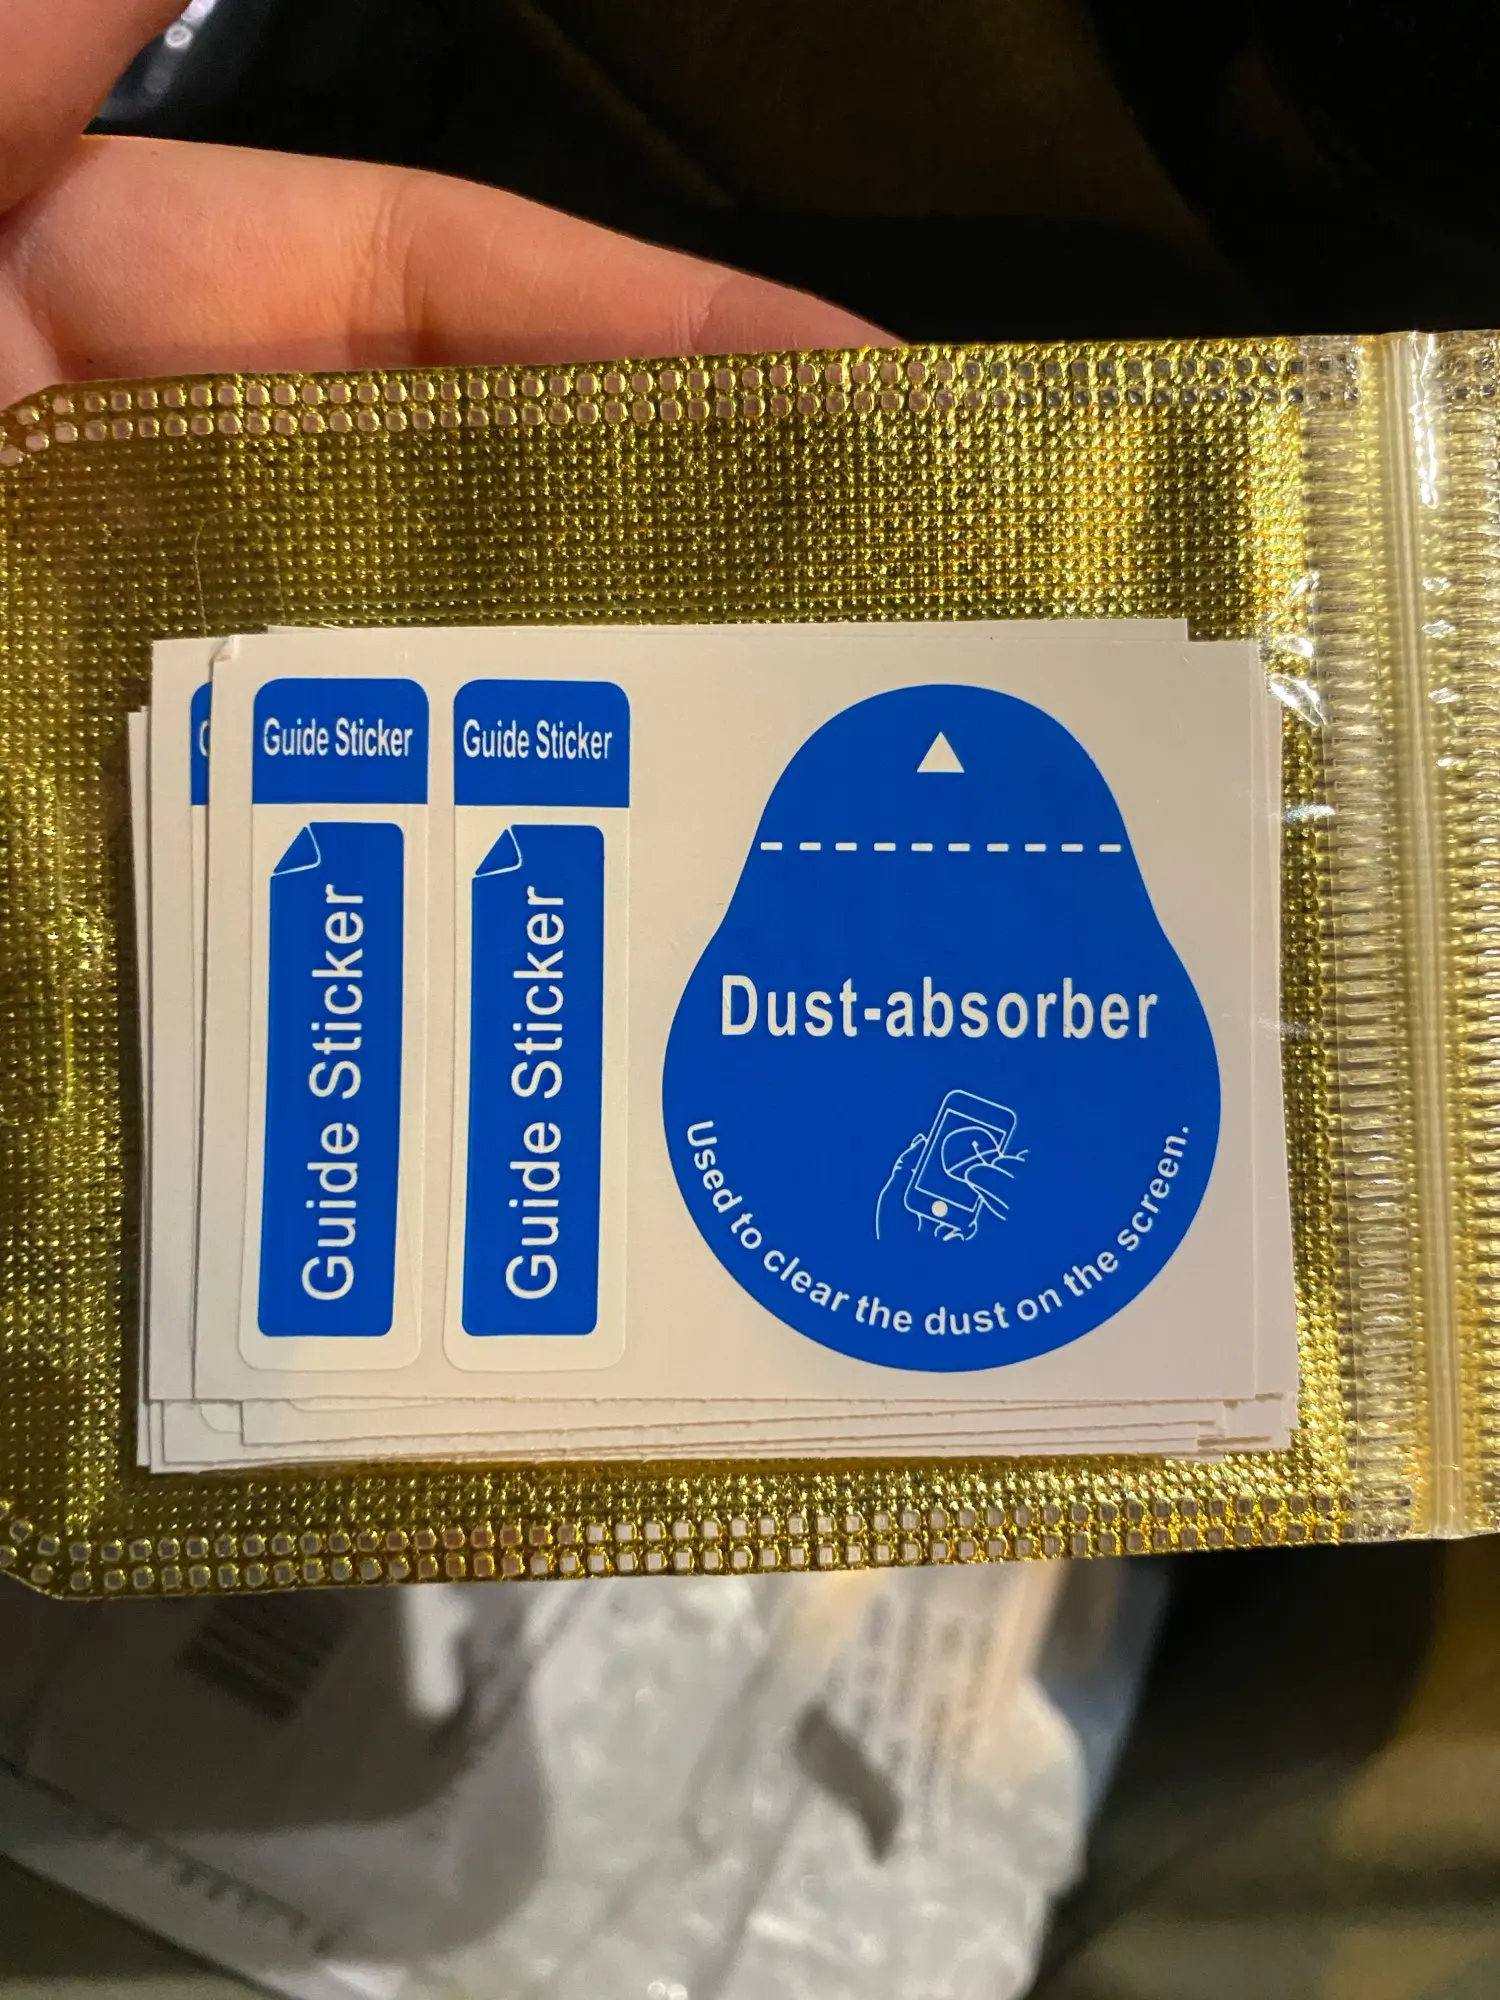 Guide Sticker
Guide Sticker
Guide Sticker
Guide Sticker
Dust-absorber
Used to clear the dust on the screen.